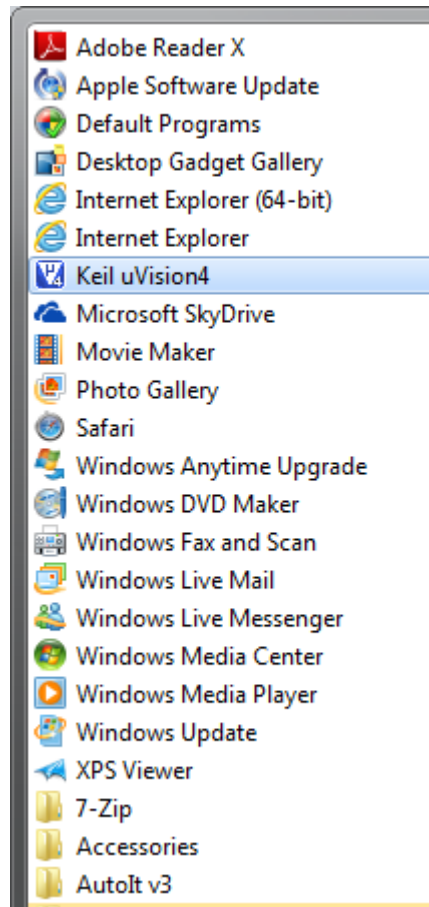 Adobe Reader X
Apple Software Update
Default Programs
Desktop Gadget Gallery
Internet Explorer (64-bit)
Internet Explorer
Keil uVision4
Microsoft SkyDrive
Movie Maker
Photo Gallery
Safari
Windows Anytime Upgrade
Windows DVD Maker
Windows Fax and Scan
Windows Live Mail
Windows Live Messenger
Windows Media Center
Windows Media Player
Windows Update
XPS Viewer
7-Zip
Accessories
AutoIt v3